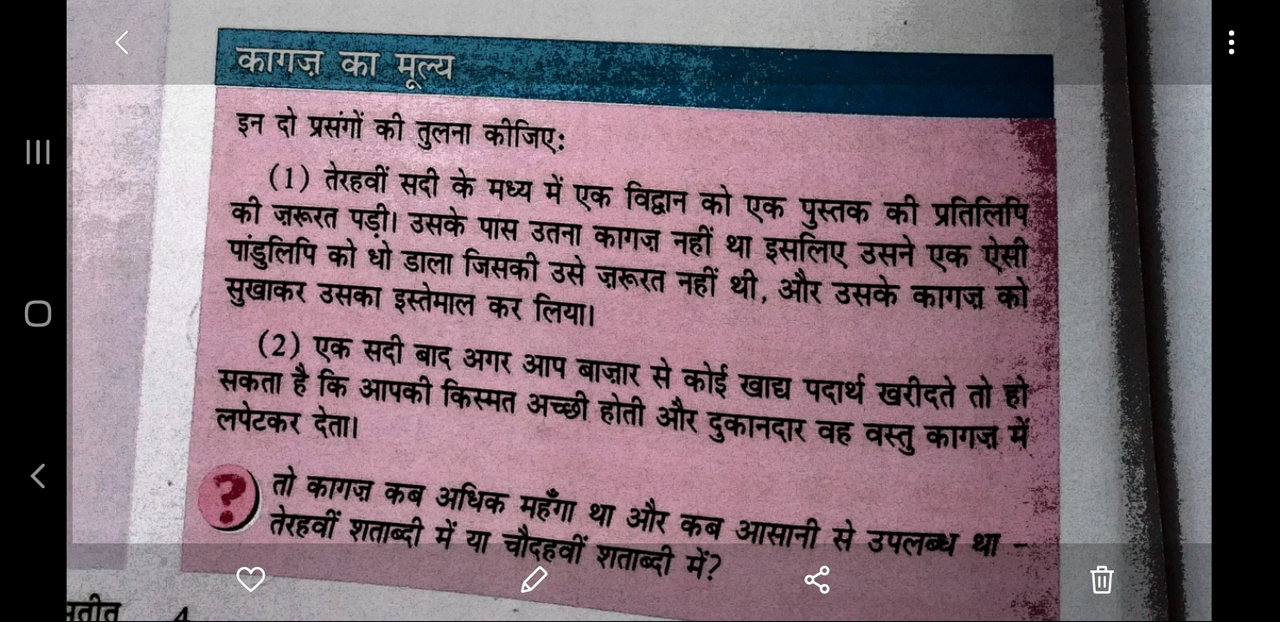 कागज़ का मूल्य
इन दो प्रसंगों की तुलना कीजिए:
(1) तेरहवीं सदी के मध्य में एक विद्वान को एक पुस्तक की प्रतिलिपि
की ज़रूरत पड़ी। उसके पास उतना कागज़ नहीं था इसलिए उसने एक ऐसी
पांडुलिपि को धो डाला जिसकी उसे ज़रूरत नहीं थी, और उसके कागज़ को
सुखाकर उसका इस्तेमाल कर लिया।
(2) एक सदी बाद अगर आप बाज़ार से कोई खाद्य पदार्थ खरीदते तो हो
सकता है कि आपकी किस्मत अच्छी होती और दुकानदार वह वस्तु कागज़ में
लपेटकर देता।
? तो कागज़ कब अधिक महँगा था और कब आसानी से उपलब्ध था –
तेरहवीं शताब्दी में या चौदहवीं शताब्दी में?